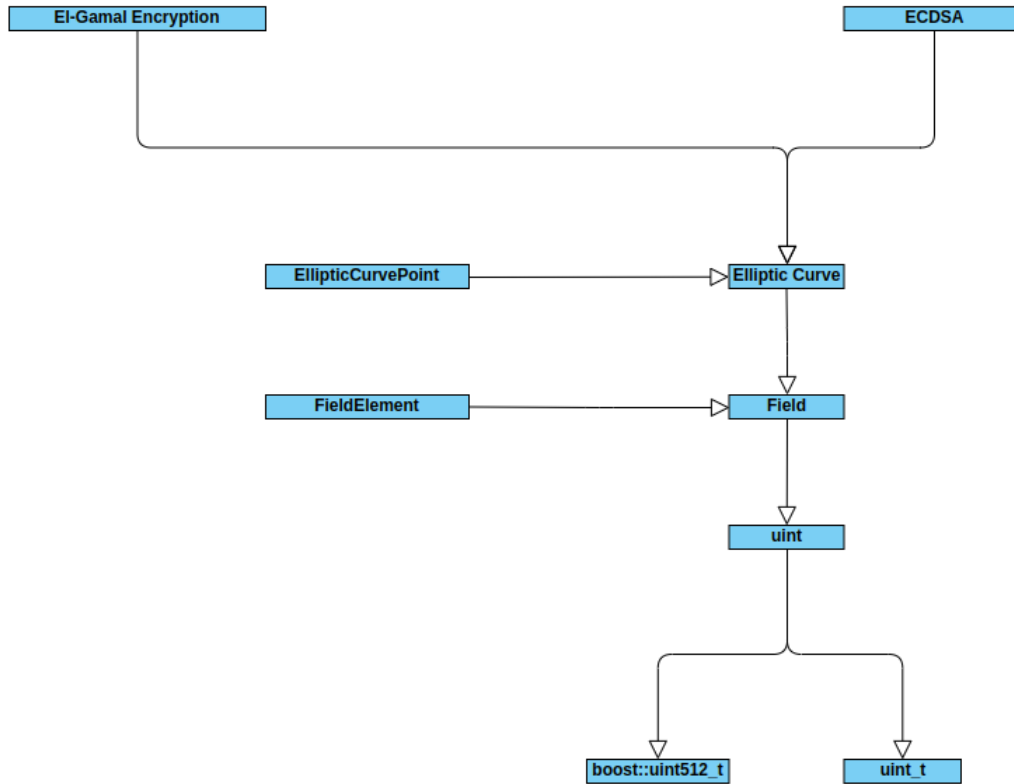 El-Gamal Encryption
ECDSA
EllipticCurvePoint
Elliptic Curve
FieldElement
Field
uint
boost::uint512_t
uint_t